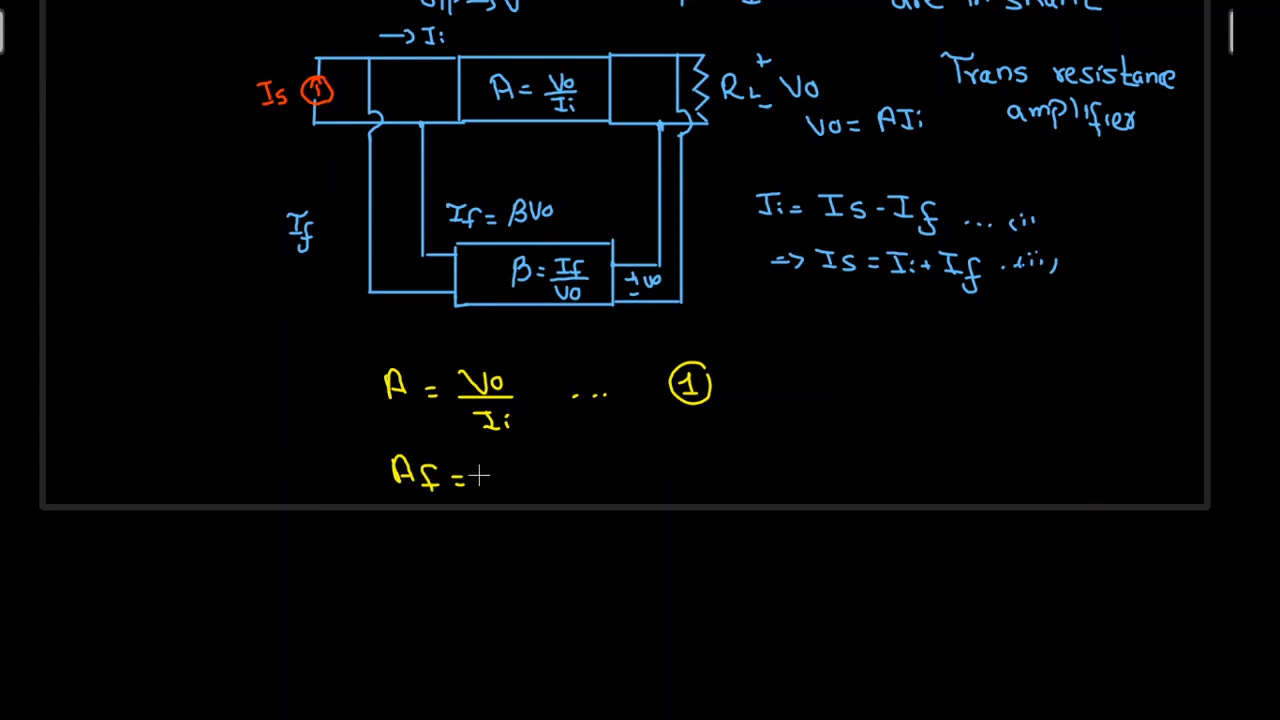 → Ii
Is
A = Vo/Ii
RL + Vo -
Vo = AIi
Trans resistance
amplifier
If
If = βVo
β = If/Vo
+ vo -
Ii = Is - If ... (i)
=> Is = Ii + If ... (ii)
A = Vo/Ii ... 1
Af =